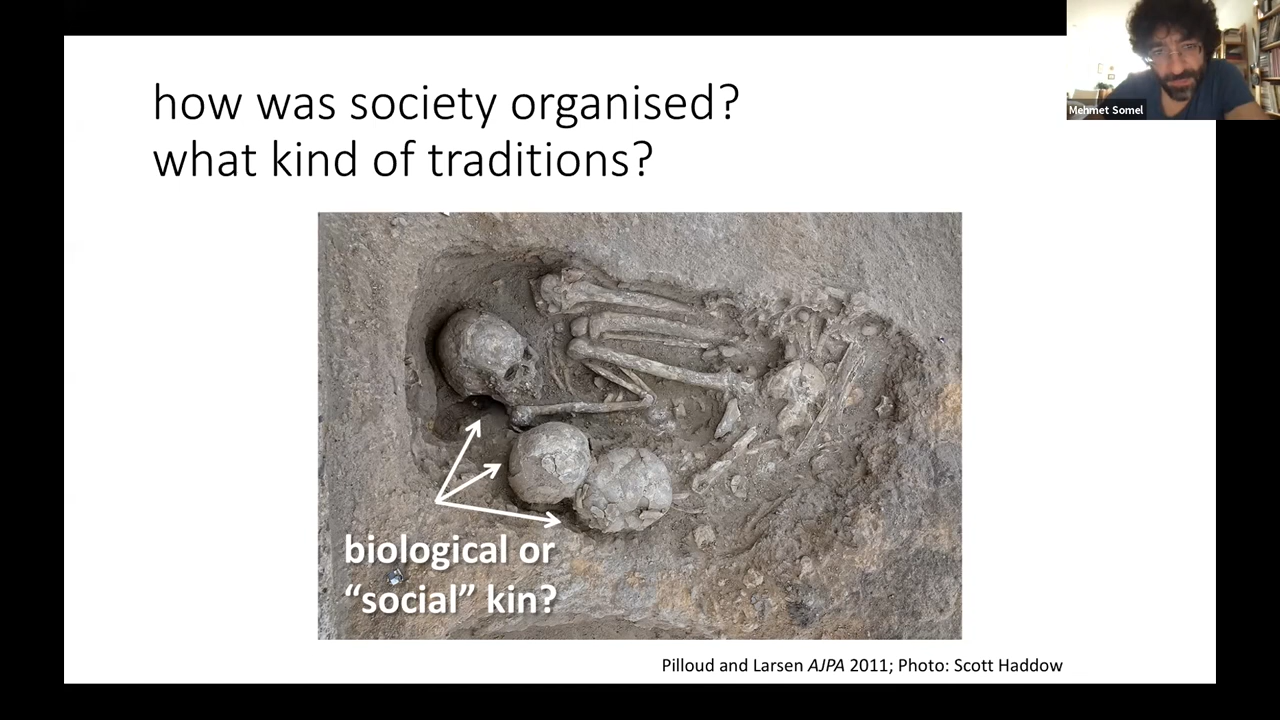 how was society organised?
what kind of traditions?
Mehmet Somel
biological or
“social” kin?
Pilloud and Larsen AJPA 2011; Photo: Scott Haddow